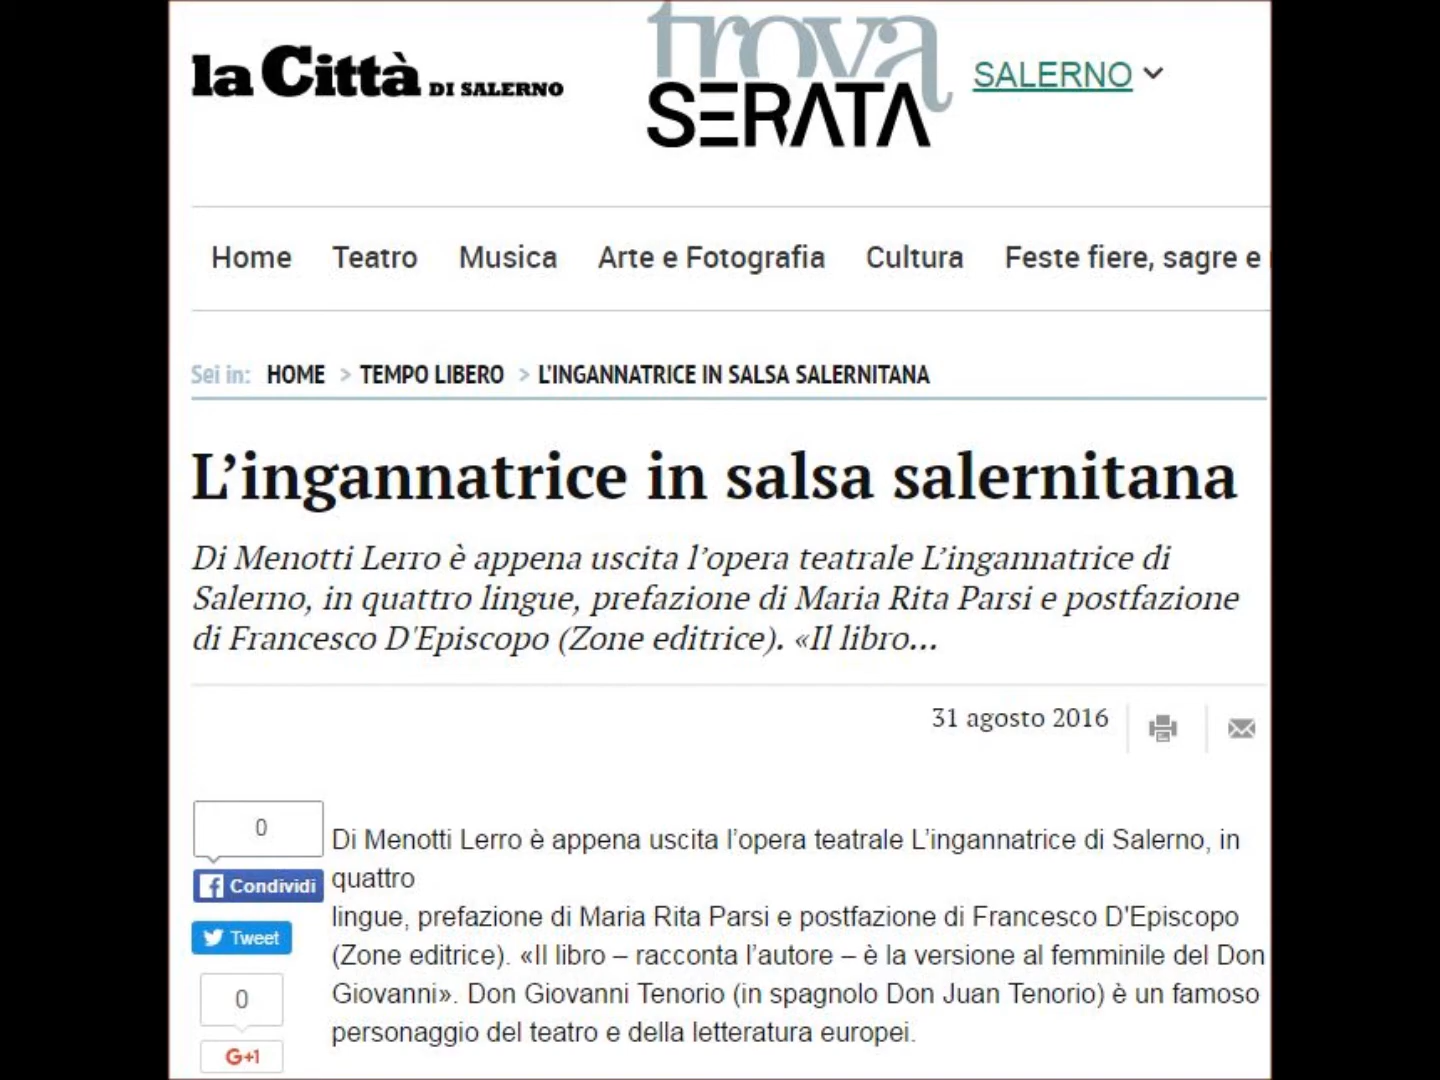 la Città DI SALERNO
trova
SERATA
SALERNO
Home Teatro Musica Arte e Fotografia Cultura Feste fiere, sagre e
Sei in: HOME > TEMPO LIBERO > L'INGANNATRICE IN SALSA SALERNITANA
L’ingannatrice in salsa salernitana
Di Menotti Lerro è appena uscita l’opera teatrale L’ingannatrice di
Salerno, in quattro lingue, prefazione di Maria Rita Parsi e postfazione
di Francesco D'Episcopo (Zone editrice). «Il libro...
31 agosto 2016
0
Condividi
Tweet
0
G+1
Di Menotti Lerro è appena uscita l’opera teatrale L’ingannatrice di Salerno, in
quattro
lingue, prefazione di Maria Rita Parsi e postfazione di Francesco D'Episcopo
(Zone editrice). «Il libro – racconta l’autore – è la versione al femminile del Don
Giovanni». Don Giovanni Tenorio (in spagnolo Don Juan Tenorio) è un famoso
personaggio del teatro e della letteratura europei.